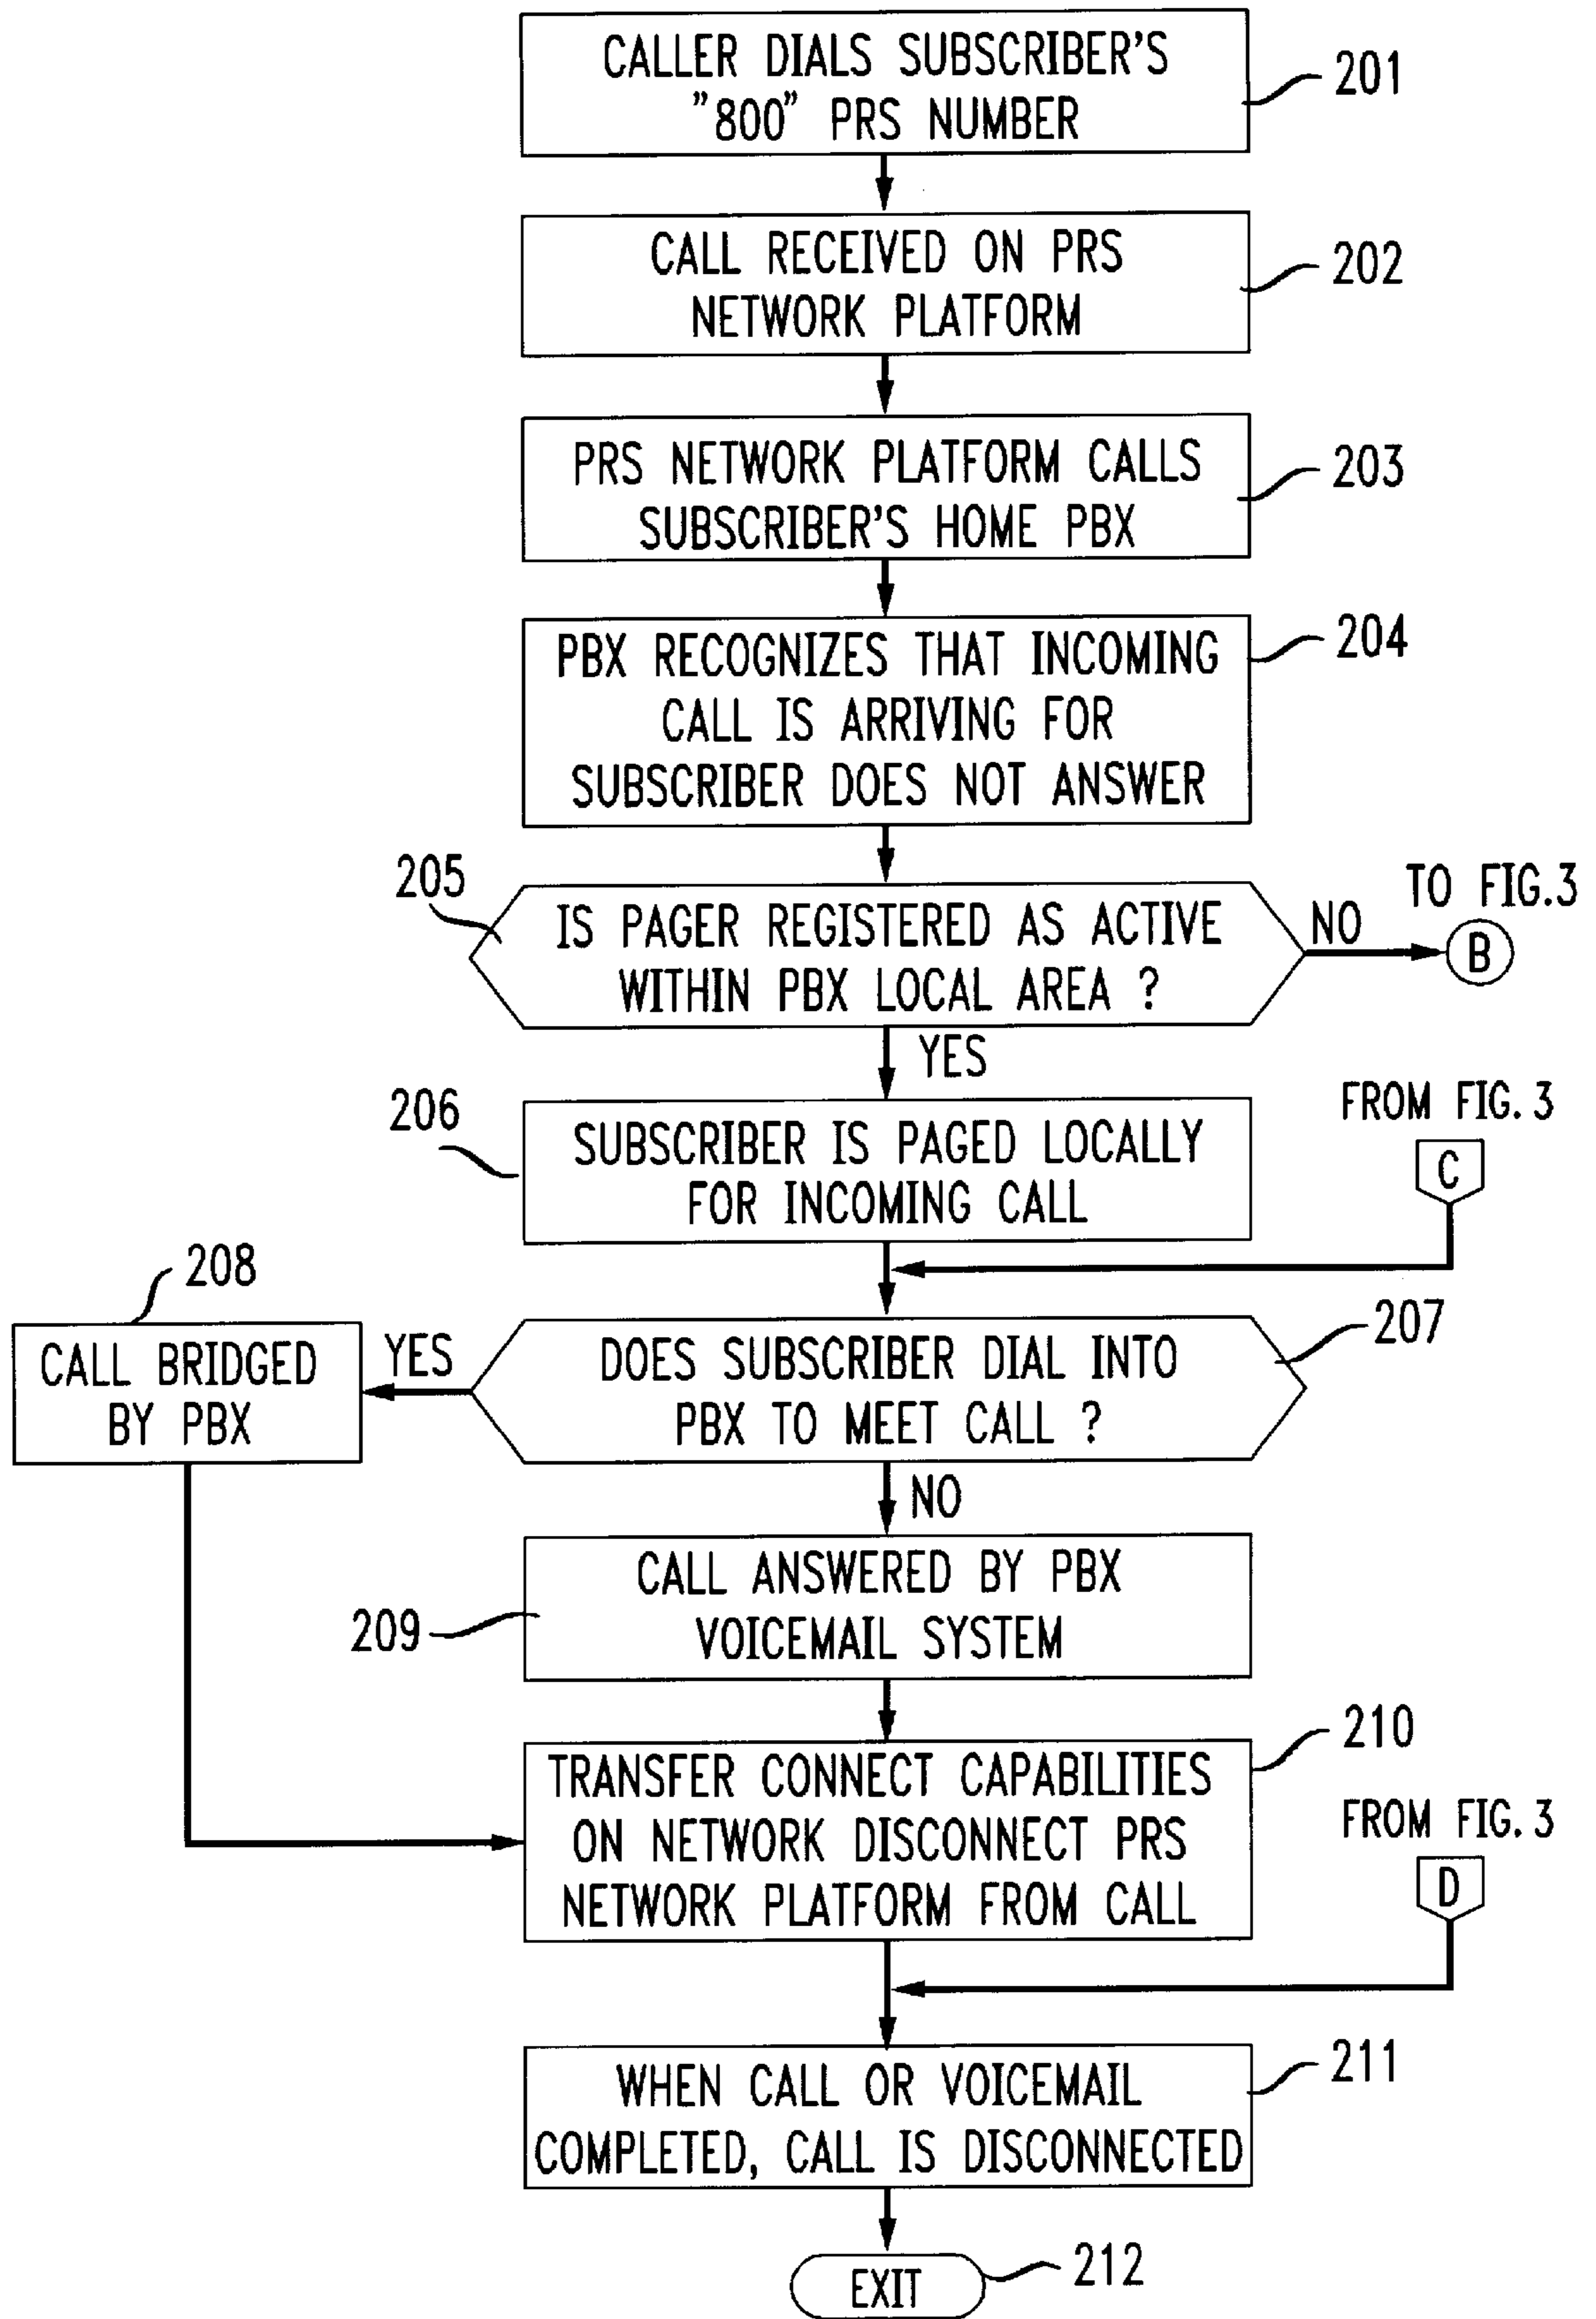 CALLER DIALS SUBSCRIBER'S
"800" PRS NUMBER
201
CALL RECEIVED ON PRS
NETWORK PLATFORM
202
PRS NETWORK PLATFORM CALLS
SUBSCRIBER'S HOME PBX
203
PBX RECOGNIZES THAT INCOMING
CALL IS ARRIVING FOR
SUBSCRIBER DOES NOT ANSWER
204
205
IS PAGER REGISTERED AS ACTIVE
WITHIN PBX LOCAL AREA ?
NO
TO FIG.3
B
YES
206
SUBSCRIBER IS PAGED LOCALLY
FOR INCOMING CALL
FROM FIG. 3
C
208
CALL BRIDGED
BY PBX
YES
DOES SUBSCRIBER DIAL INTO
PBX TO MEET CALL ?
207
NO
CALL ANSWERED BY PBX
VOICEMAIL SYSTEM
209
TRANSFER CONNECT CAPABILITIES
ON NETWORK DISCONNECT PRS
NETWORK PLATFORM FROM CALL
210
FROM FIG. 3
D
WHEN CALL OR VOICEMAIL
COMPLETED, CALL IS DISCONNECTED
211
EXIT
212